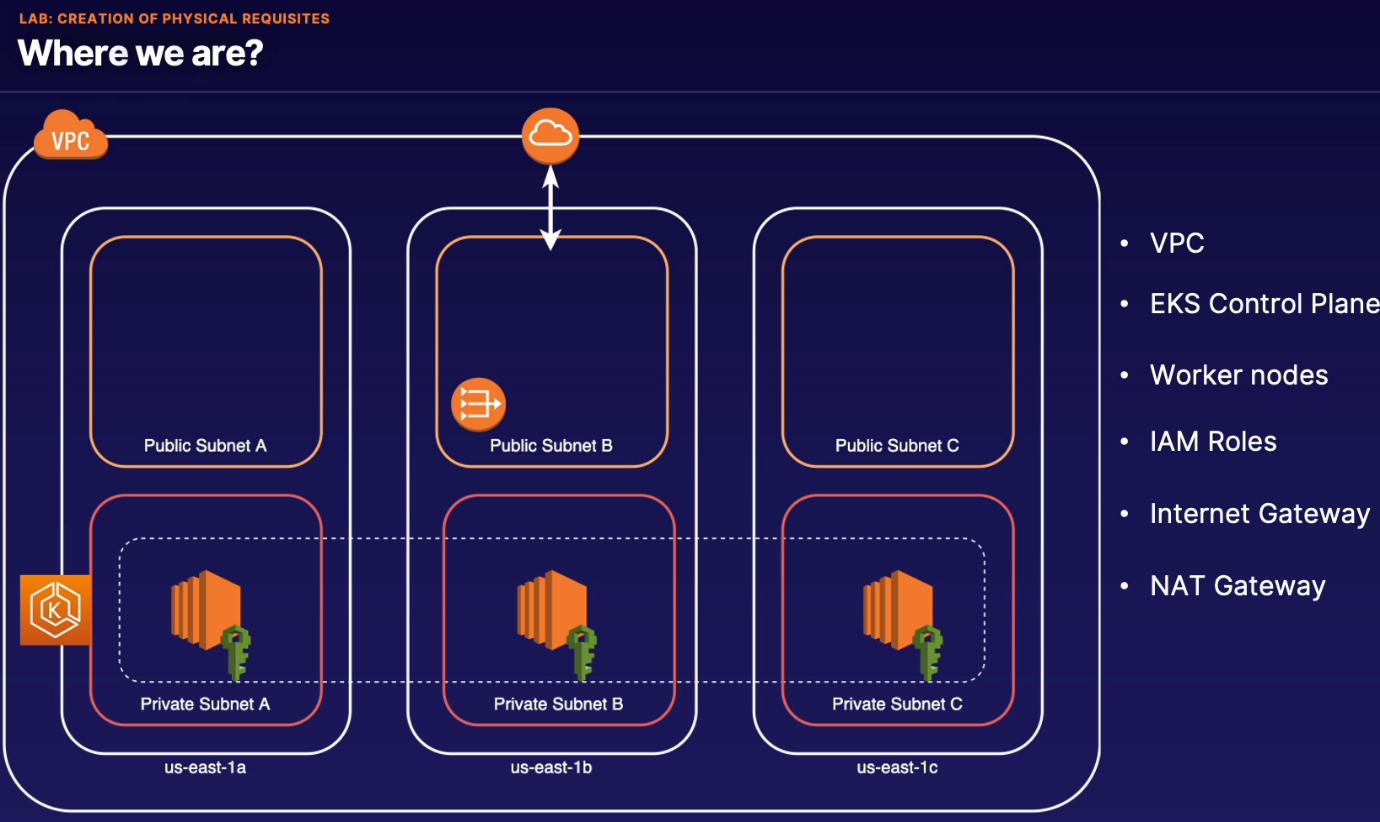 LAB: CREATION OF PHYSICAL REQUISITES
Where we are?
VPC
Public Subnet A
Public Subnet B
Public Subnet C
K
Private Subnet A
Private Subnet B
Private Subnet C
us-east-1a
us-east-1b
us-east-1c
• VPC
• EKS Control Plane
• Worker nodes
• IAM Roles
• Internet Gateway
• NAT Gateway